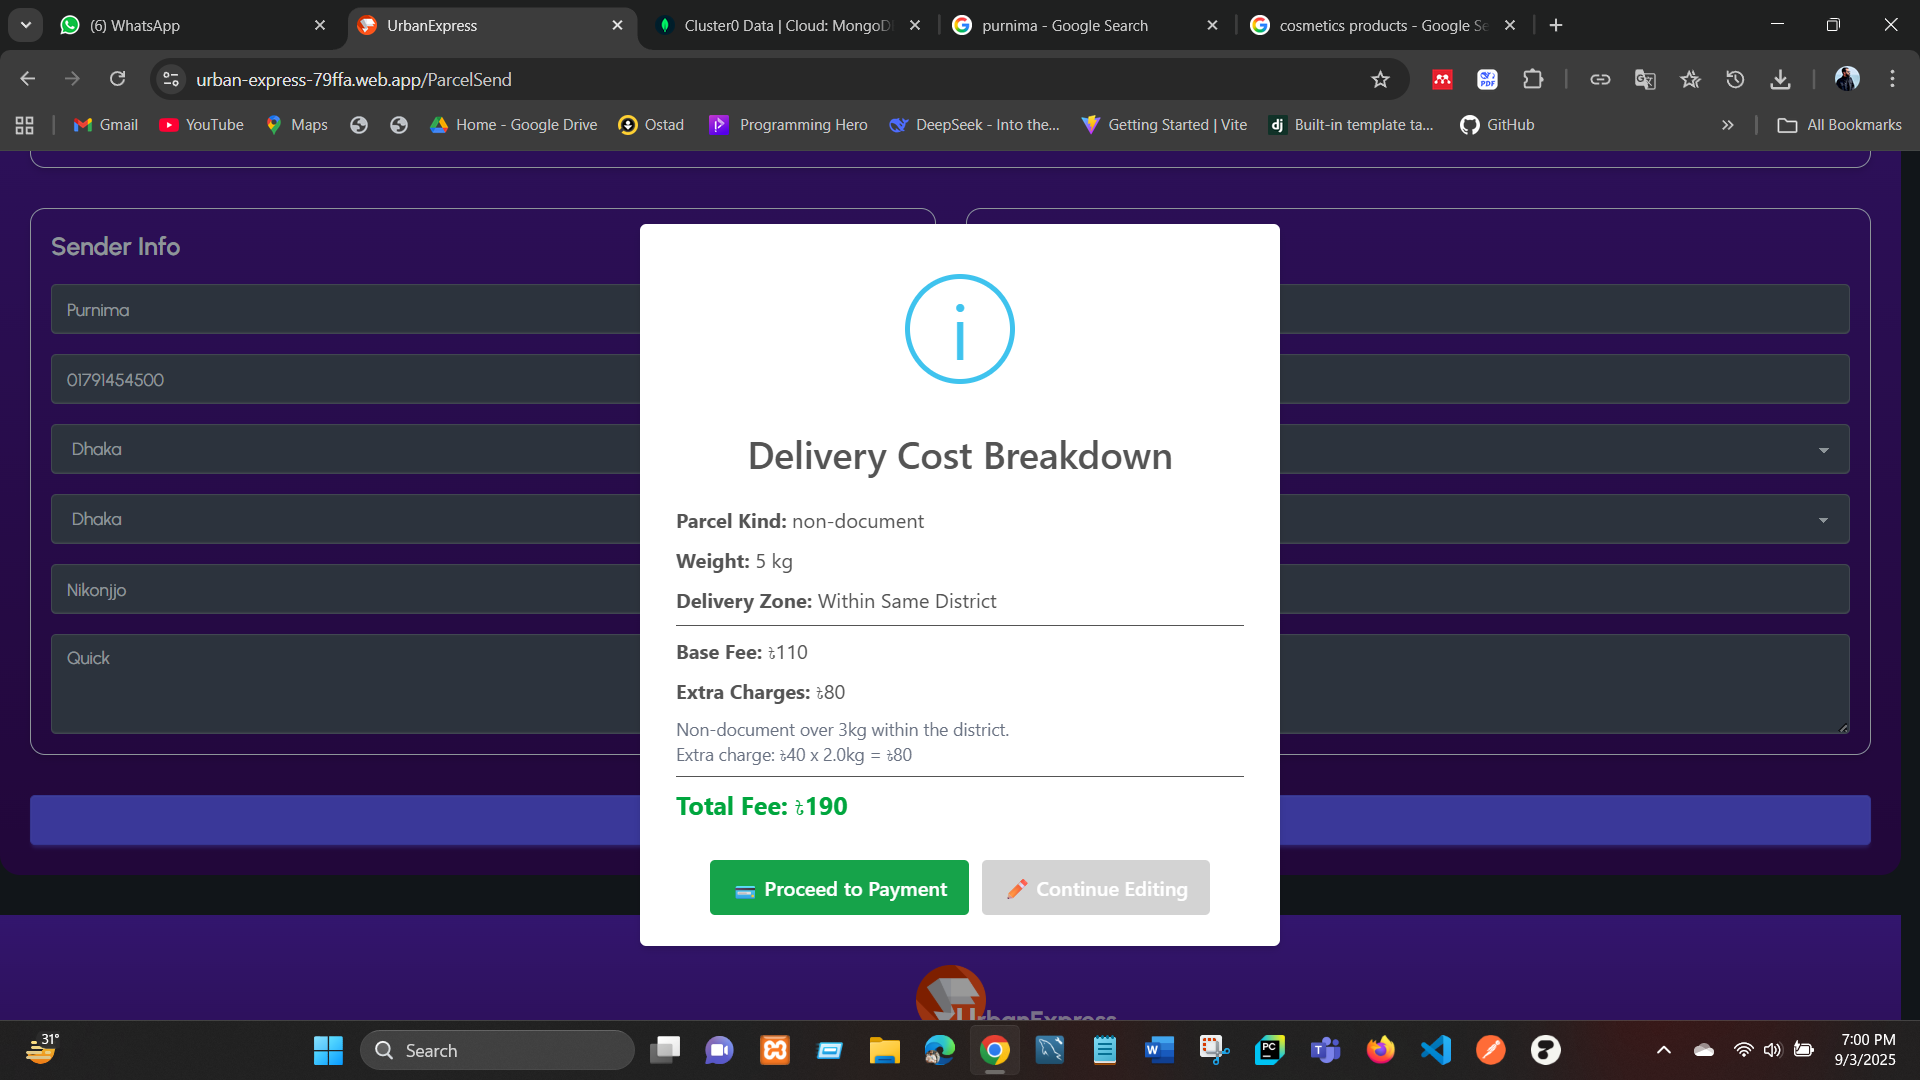 (6) WhatsApp
UrbanExpress
Cluster0 Data | Cloud: MongoD
purnima - Google Search
cosmetics products - Google Se
urban-express-79ffa.web.app/ParcelSend
Gmail
YouTube
Maps
Home - Google Drive
Ostad
Programming Hero
DeepSeek - Into the...
Getting Started | Vite
dj
Built-in template ta...
GitHub
All Bookmarks
Sender Info
Purnima
01791454500
Dhaka
Dhaka
Nikonjjo
Quick
i
Delivery Cost Breakdown
Parcel Kind: non-document
Weight: 5 kg
Delivery Zone: Within Same District
Base Fee: ৳110
Extra Charges: ৳80
Non-document over 3kg within the district.
Extra charge: ৳40 x 2.0kg = ৳80
Total Fee: ৳190
Proceed to Payment
Continue Editing
UrbanExpress
31°
Search
7:00 PM
9/3/2025